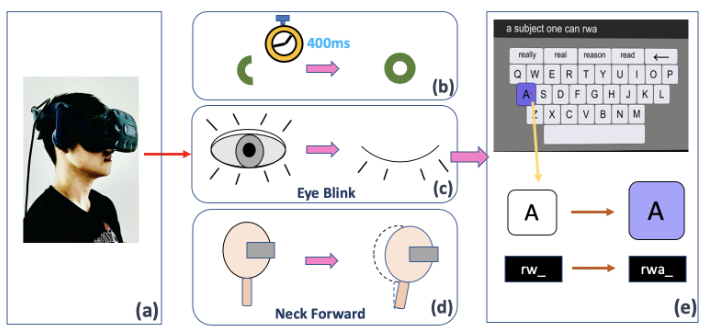 (a)
400ms
(b)
Eye Blink
(c)
Neck Forward
(d)
a subject one can rwa
really real reason read ←
Q W E R T Y U I O P
A S D F G H J K L
Z X C V B N M
A → A
rw_ → rwa_
(e)